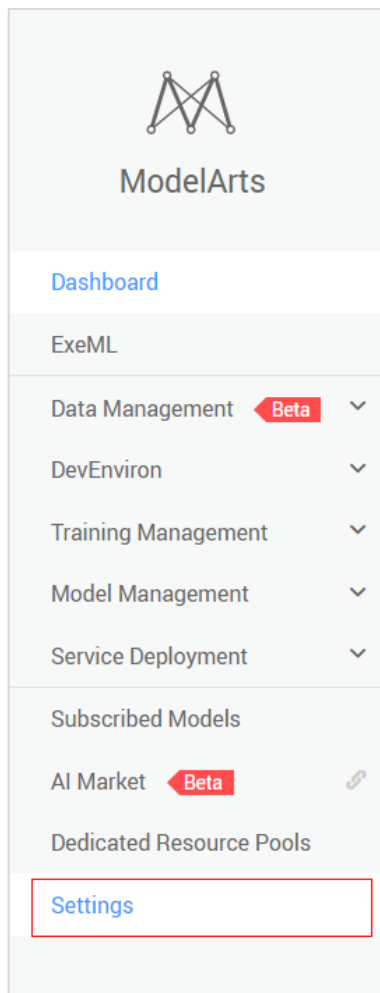 ModelArts
Dashboard
ExeML
Data Management Beta
DevEnviron
Training Management
Model Management
Service Deployment
Subscribed Models
AI Market Beta
Dedicated Resource Pools
Settings